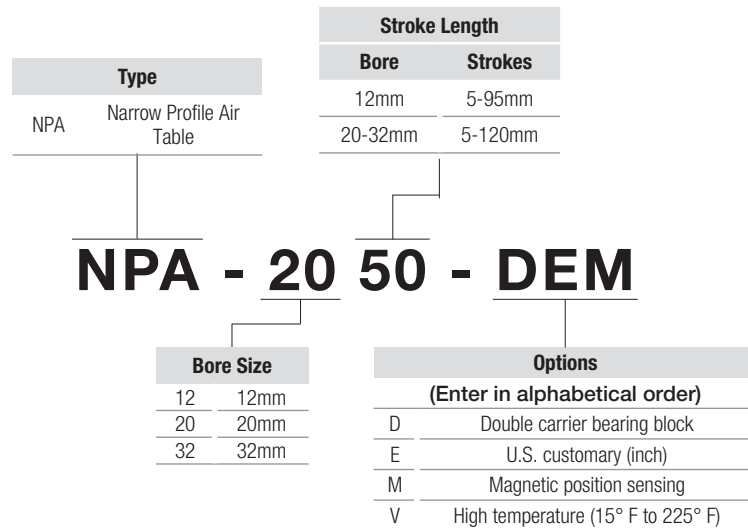 Stroke Length
Bore Strokes
12mm 5-95mm
20-32mm 5-120mm
Type
NPA Narrow Profile Air
Table
NPA - 20 50 - DEM
Bore Size
12 12mm
20 20mm
32 32mm
Options
(Enter in alphabetical order)
D Double carrier bearing block
E U.S. customary (inch)
M Magnetic position sensing
V High temperature (15° F to 225° F)